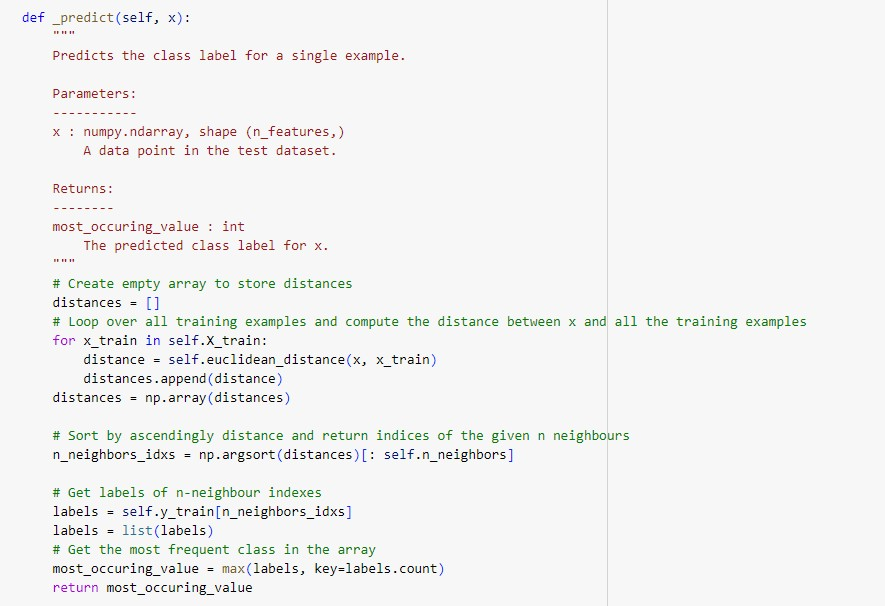 def _predict(self, x):
"""
Predicts the class label for a single example.
Parameters:
-----------
x : numpy.ndarray, shape (n_features,)
A data point in the test dataset.
Returns:
--------
most_occuring_value : int
The predicted class label for x.
"""
# Create empty array to store distances
distances = []
# Loop over all training examples and compute the distance between x and all the training examples
for x_train in self.X_train:
distance = self.euclidean_distance(x, x_train)
distances.append(distance)
distances = np.array(distances)
# Sort by ascendingly distance and return indices of the given n neighbours
n_neighbors_idxs = np.argsort(distances)[: self.n_neighbors]
# Get labels of n-neighbour indexes
labels = self.y_train[n_neighbors_idxs]
labels = list(labels)
# Get the most frequent class in the array
most_occuring_value = max(labels, key=labels.count)
return most_occuring_value